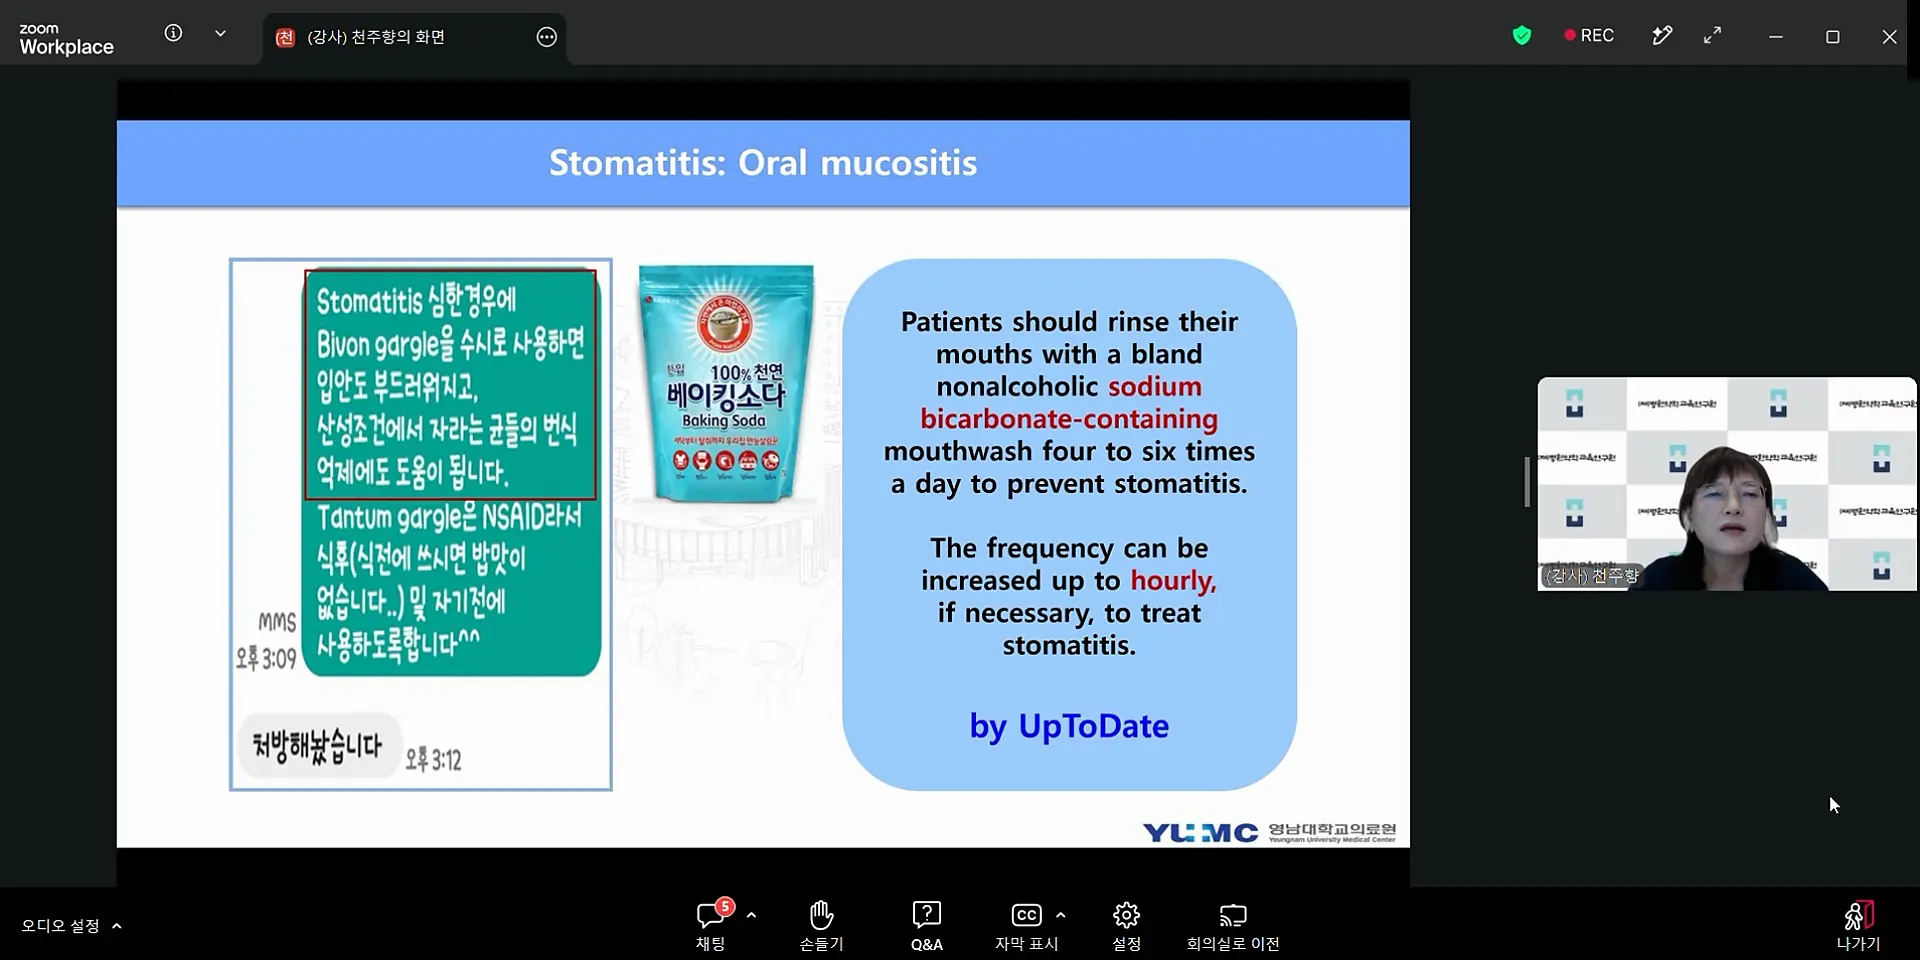 zoom
Workplace
(천) (강사) 천주향의 화면
REC
Stomatitis: Oral mucositis
Stomatitis 심한경우에
Bivon gargle을 수시로 사용하면
입안도 부드러워지고,
산성조건에서 자라는 균들의 번식
억제에도 도움이 됩니다.
Tantum gargle은 NSAID라서
식후(식전에 쓰시면 밥맛이
없습니다..) 및 자기전에
사용하도록합니다^^
MMS
오후 3:09
처방해놨습니다
오후 3:12
100% 천연
베이킹소다
Baking Soda
Patients should rinse their
mouths with a bland
nonalcoholic sodium
bicarbonate-containing
mouthwash four to six times
a day to prevent stomatitis.
The frequency can be
increased up to hourly,
if necessary, to treat
stomatitis.
by UpToDate
YUMC 영남대학교의료원
Yeungnam University Medical Center
(강사) 천주향
오디오 설정
5
채팅
손들기
Q&A
CC
자막 표시
설정
회의실로 이전
나가기